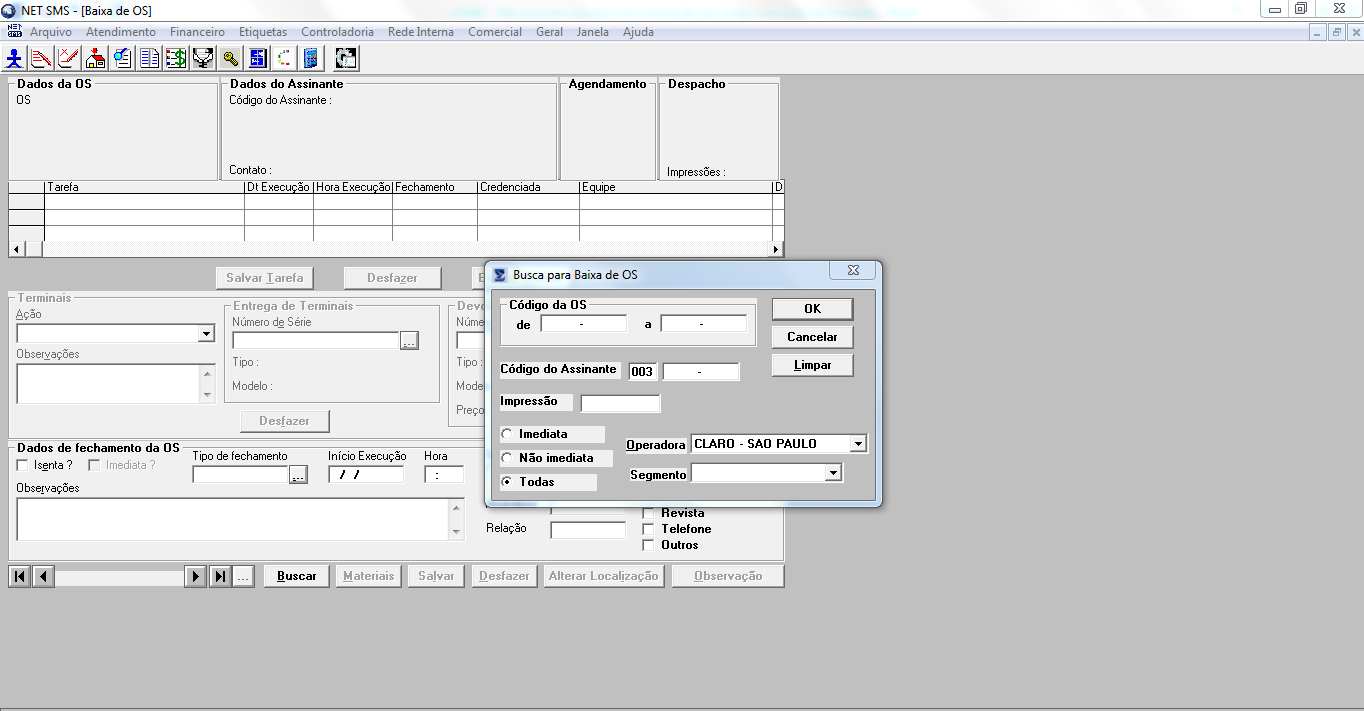 NET SMS - [Baixa de OS]
Arquivo Atendimento Financeiro Etiquetas Controladoria Rede Interna Comercial Geral Janela Ajuda
Dados da OS
OS
Dados do Assinante
Código do Assinante :
Contato :
Agendamento
Despacho
Impressões :
Tarefa Dt Execução Hora Execução Fechamento Credenciada Equipe D
Salvar Tarefa Desfazer E
Terminais
Ação
Observações
Entrega de Terminais
Número de Série
...
Tipo :
Modelo :
Desfazer
Devo
Núme
Tipo :
Mode
Preço
Busca para Baixa de OS
Código da OS
de - a -
Código do Assinante 003 -
Impressão
Imediata
Não imediata
Todas
Operadora CLARO - SAO PAULO
Segmento
OK
Cancelar
Limpar
Dados de fechamento da OS
Isenta ? Imediata ?
Tipo de fechamento
...
Início Execução
/ /
Hora
:
Observações
Relação
Revista
Telefone
Outros
... Buscar Materiais Salvar Desfazer Alterar Localização Observação